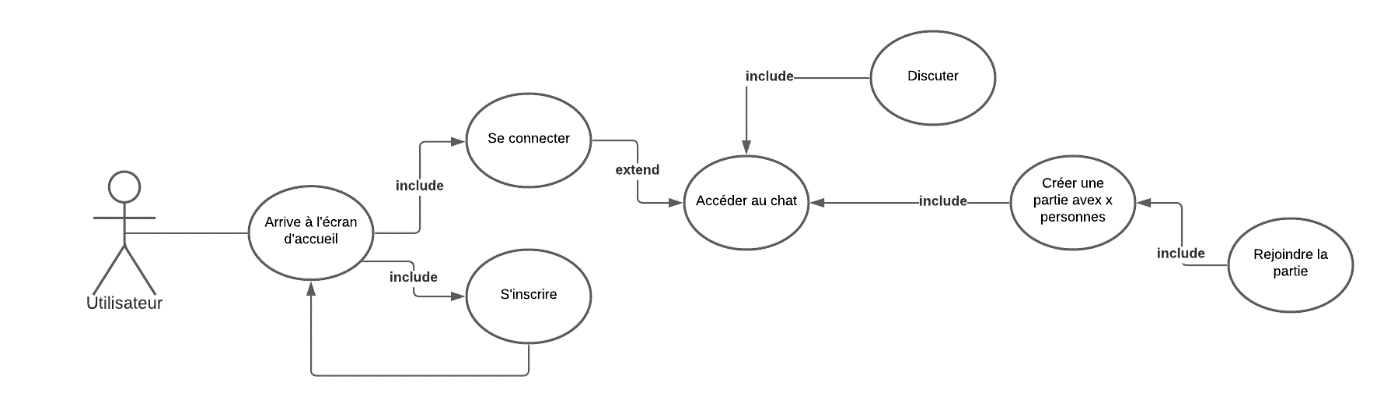 Utilisateur
Arrive à l'écran
d'accueil
include
Se connecter
include
S'inscrire
extend
Accéder au chat
include
Discuter
include
Créer une
partie avex x
personnes
include
Rejoindre la
partie